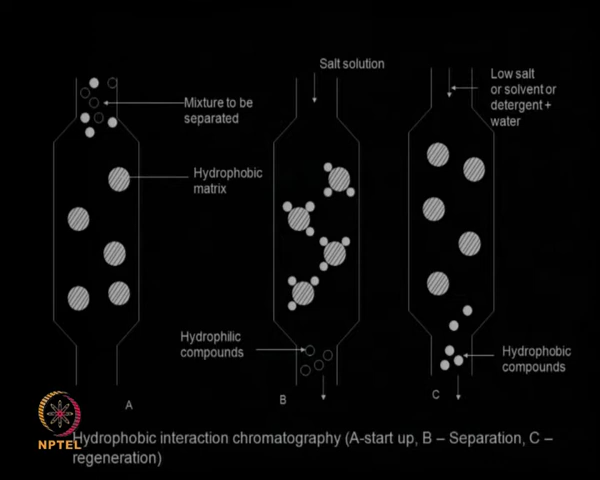 Salt solution
Low salt
or solvent or
detergent +
water
Mixture to be
separated
Hydrophobic
matrix
Hydrophilic
compounds
Hydrophobic
compounds
A
B
C
NPTEL
Hydrophobic interaction chromatography (A-start up, B – Separation, C –
regeneration)